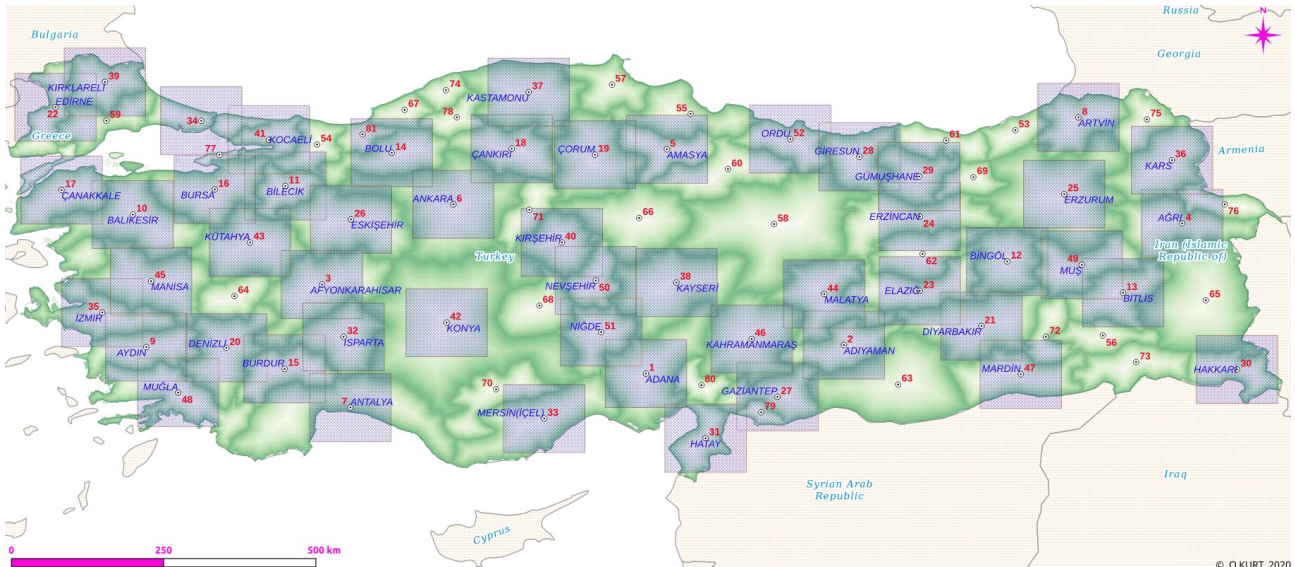 Russia
N
Bulgaria
Georgia
39
KIRKLARELİ
EDİRNE
22
59
Greece
34
41
KOCAELİ
54
77
74
67
78
KASTAMONU
37
57
55
81
BOLU
14
ÇANKIRI
18
ÇORUM
19
5
AMASYA
60
ORDU
52
GİRESUN
28
61
53
8
ARTVİN
75
Armenia
36
KARS
GÜMÜŞHANE
29
69
25
ERZURUM
76
AĞRI
4
17
ÇANAKKALE
BURSA
16
BİLECİK
11
10
BALIKESİR
26
ESKİŞEHİR
ANKARA
6
71
66
58
ERZİNCAN
24
KÜTAHYA
43
KIRŞEHİR
40
Turkey
62
BİNGÖL
12
49
MUŞ
Iran (Islamic
Republic of)
45
MANİSA
64
3
AFYONKARAHİSAR
NEVŞEHİR
50
38
KAYSERİ
44
MALATYA
ELAZIĞ
23
13
BİTLİS
65
35
İZMİR
68
42
KONYA
NİĞDE
51
9
AYDIN
DENİZLİ
20
32
ISPARTA
46
KAHRAMANMARAŞ
2
ADIYAMAN
21
DİYARBAKIR
72
56
BURDUR
15
73
30
HAKKARİ
MUĞLA
48
7
ANTALYA
70
1
ADANA
80
GAZİANTEP
27
79
63
MARDİN
47
MERSİN(İÇEL)
33
31
HATAY
Syrian Arab
Republic
Iraq
Cyprus
0
250
500 km
© O.KURT, 2020